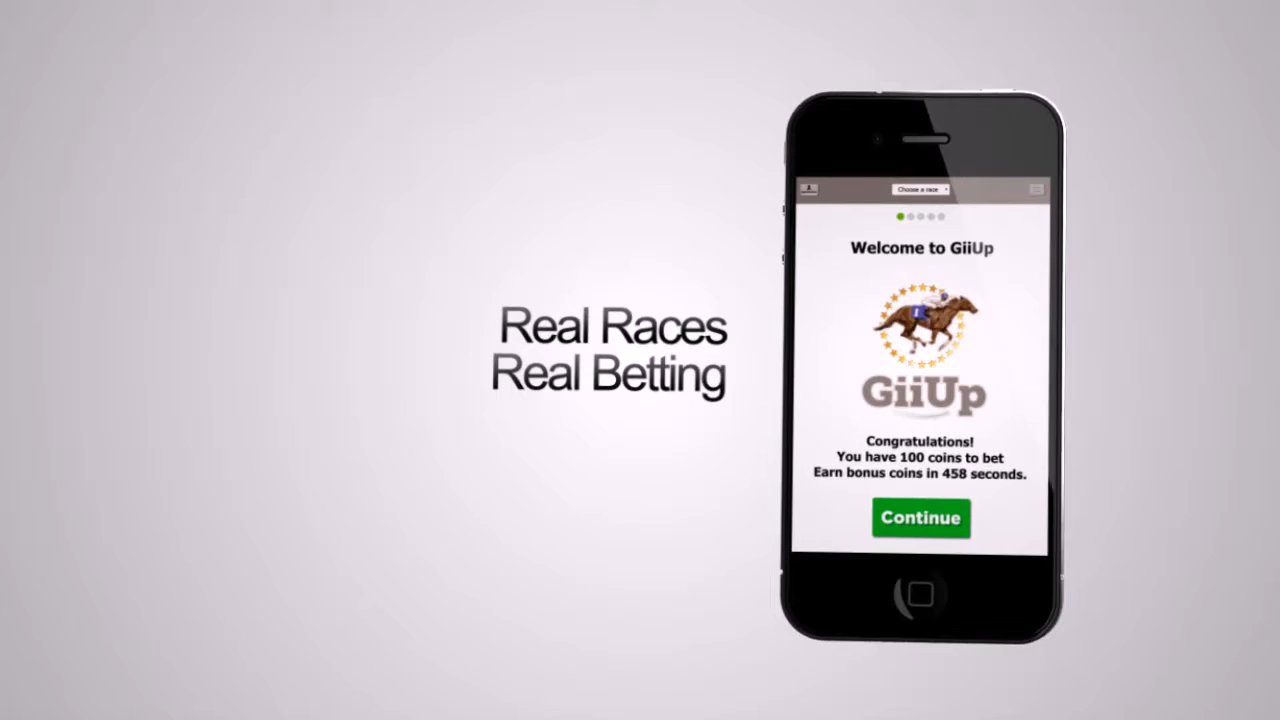 Real Races
Real Betting
Choose a race
Welcome to GiiUp
1
GiiUp
Congratulations!
You have 100 coins to bet
Earn bonus coins in 458 seconds.
Continue